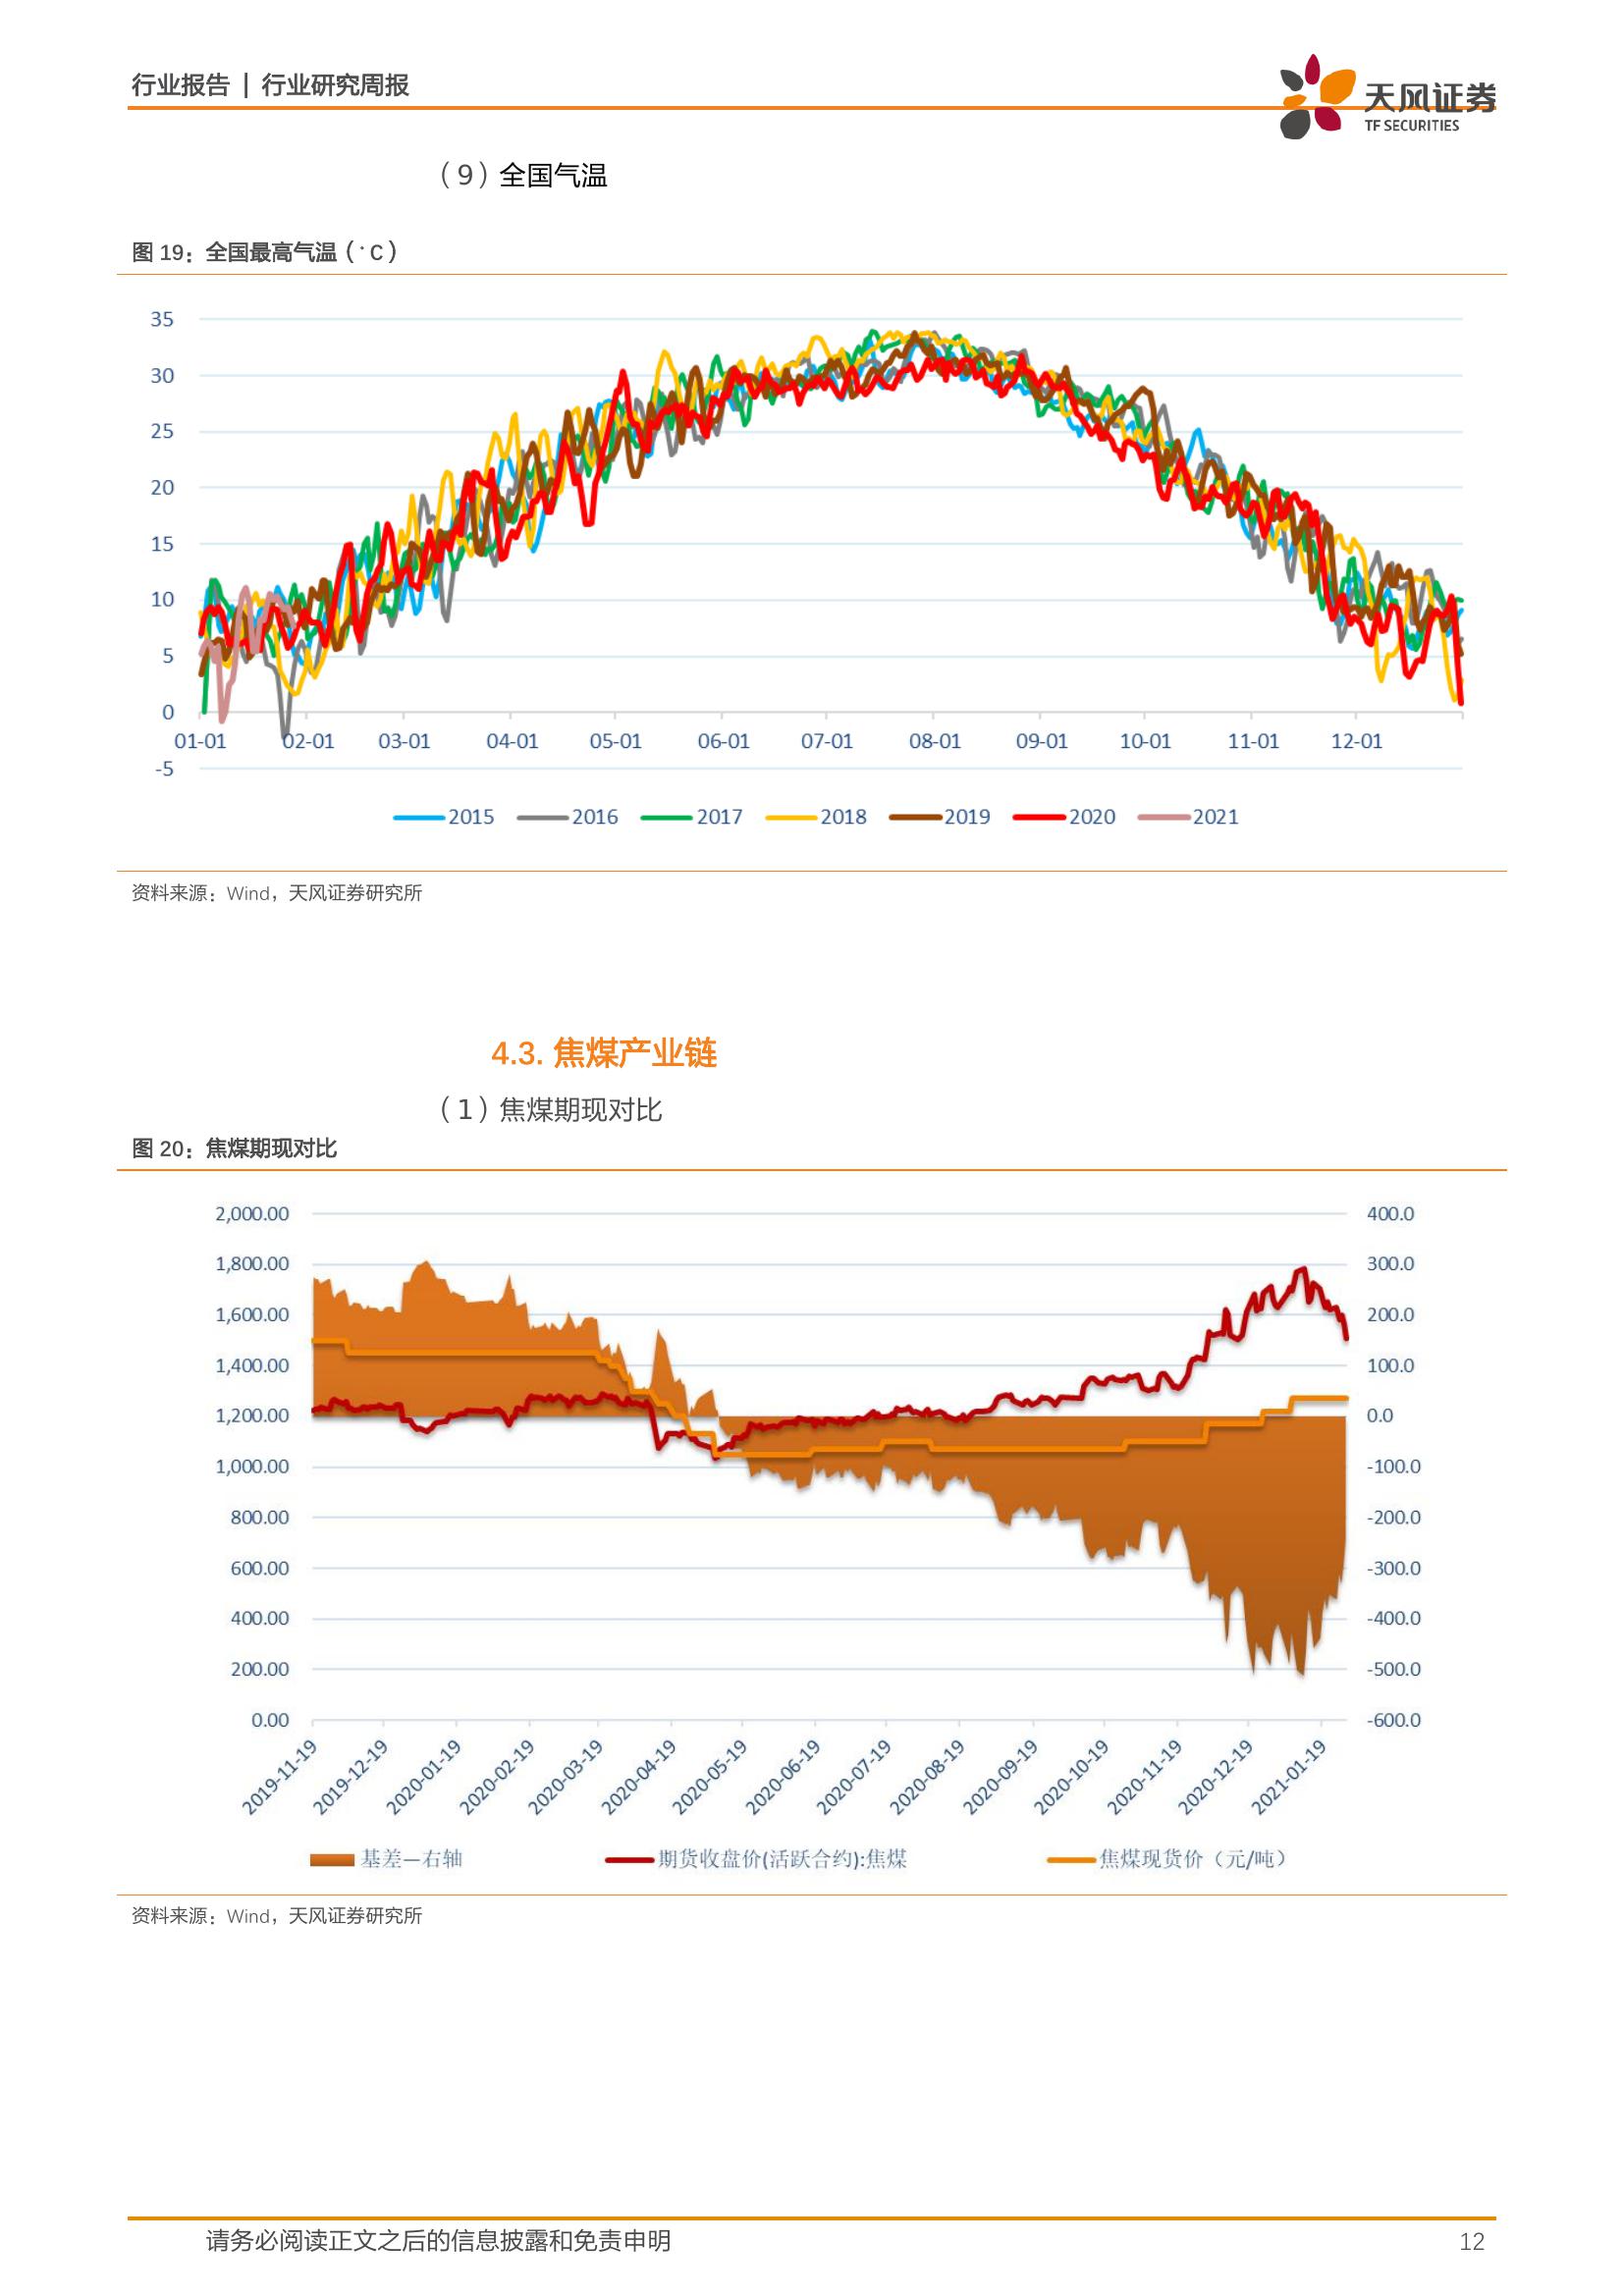 行业报告 | 行业研究周报
天风证券
TF SECURITIES
（9）全国气温
图 19：全国最高气温（˙C）
35
30
25
20
15
10
5
0
-5
01-01 02-01 03-01 04-01 05-01 06-01 07-01 08-01 09-01 10-01 11-01 12-01
2015 2016 2017 2018 2019 2020 2021
资料来源：Wind，天风证券研究所
4.3. 焦煤产业链
（1）焦煤期现对比
图 20：焦煤期现对比
2,000.00 400.0
1,800.00 300.0
1,600.00 200.0
1,400.00 100.0
1,200.00 0.0
1,000.00 -100.0
800.00 -200.0
600.00 -300.0
400.00 -400.0
200.00 -500.0
0.00 -600.0
2019-11-19 2019-12-19 2020-01-19 2020-02-19 2020-03-19 2020-04-19 2020-05-19 2020-06-19 2020-07-19 2020-08-19 2020-09-19 2020-10-19 2020-11-19 2020-12-19 2021-01-19
基差—右轴 期货收盘价(活跃合约):焦煤 焦煤现货价（元/吨）
资料来源：Wind，天风证券研究所
请务必阅读正文之后的信息披露和免责申明 12